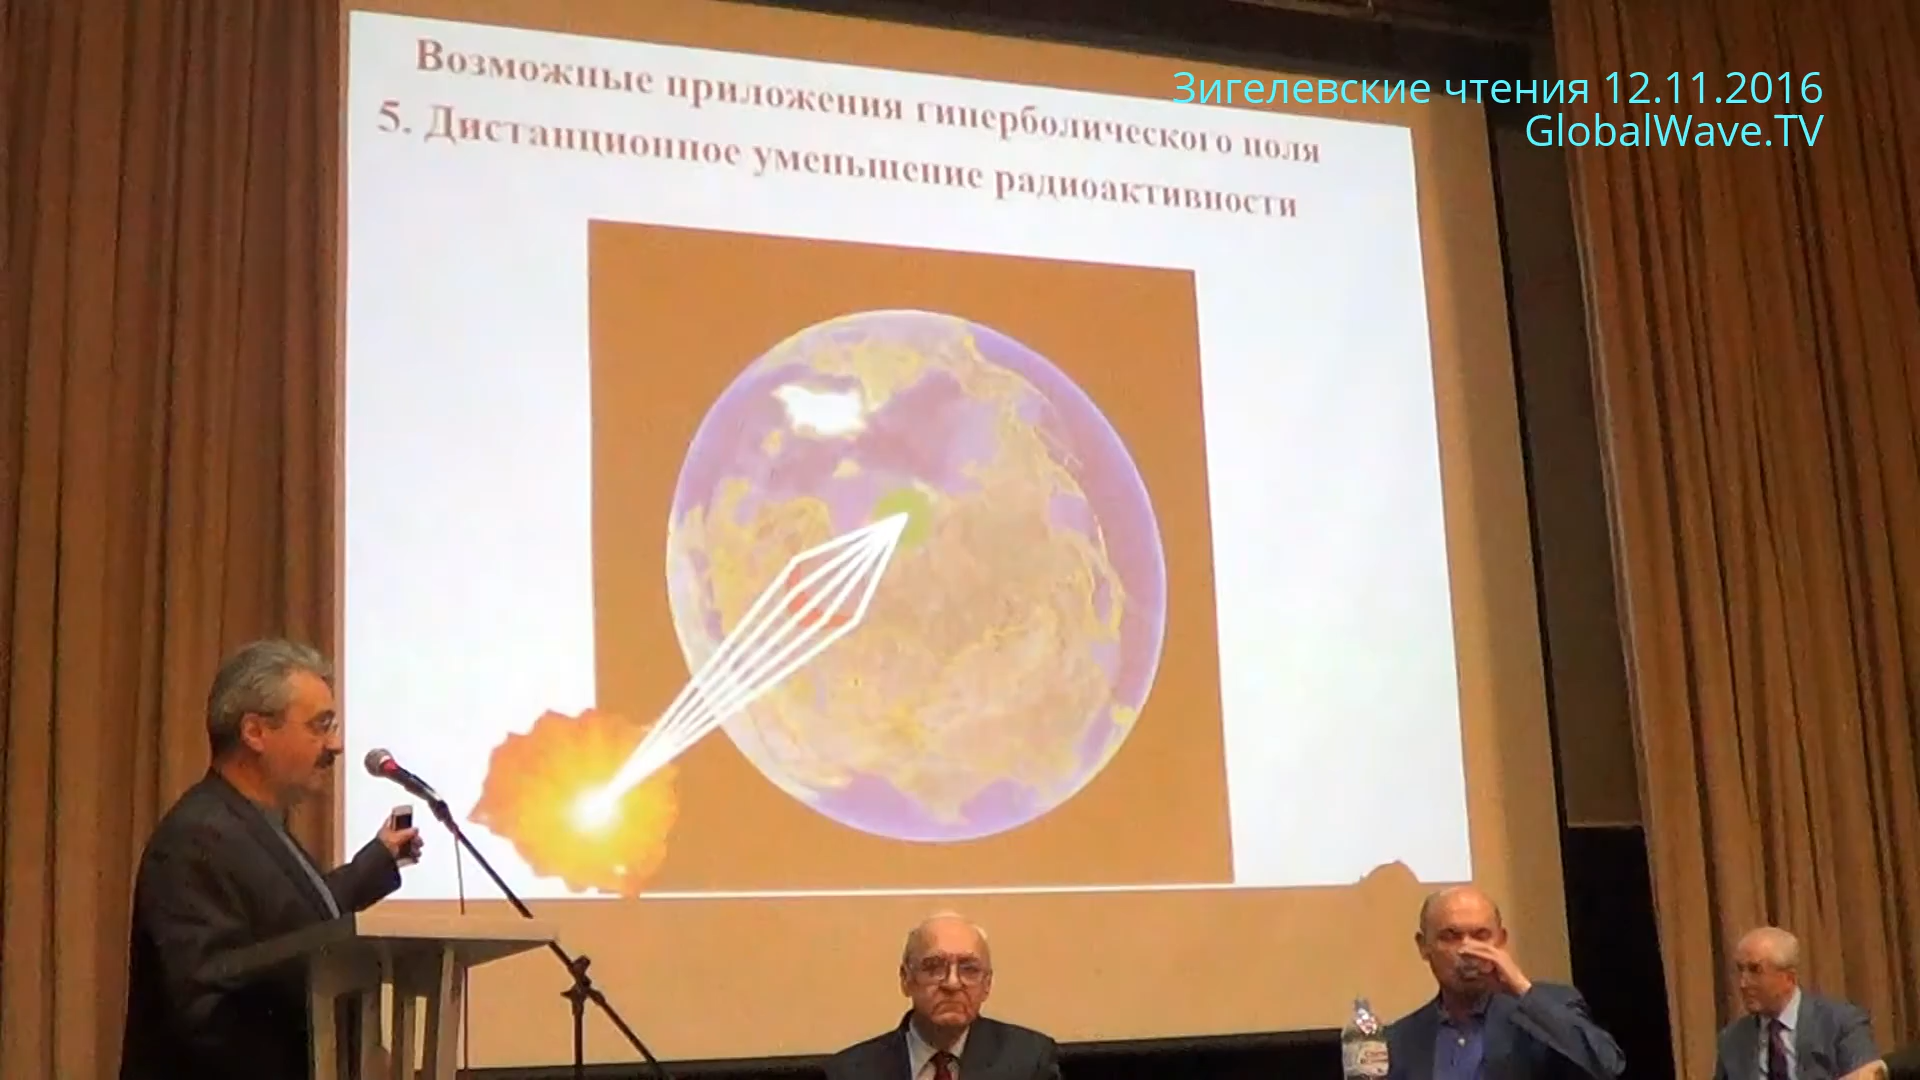 Возможные приложения гиперболического поля
5. Дистанционное уменьшение радиоактивности
Зигелевские чтения 12.11.2016
GlobalWave.TV